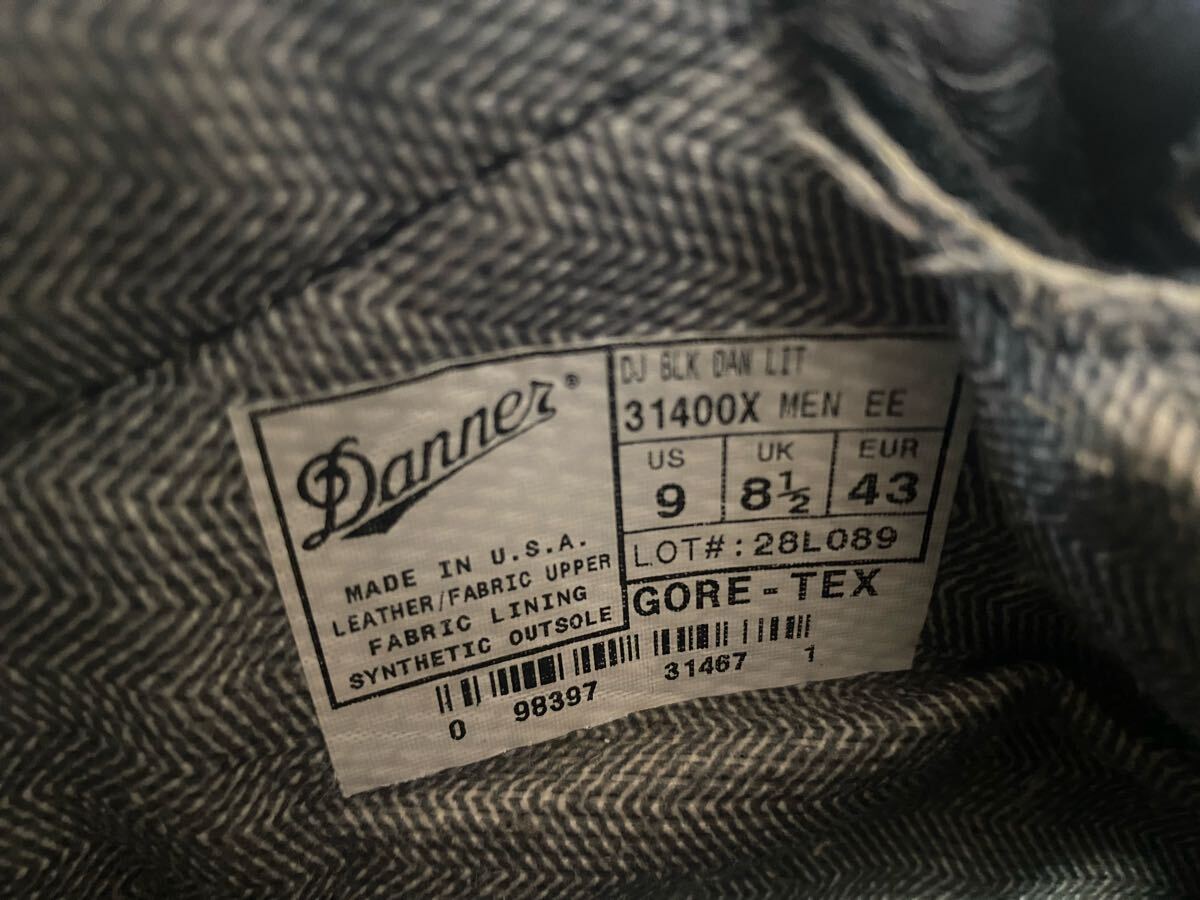 Danner®
MADE IN U.S.A.
LEATHER/FABRIC UPPER
FABRIC LINING
SYNTHETIC OUTSOLE
DJ BLK DAN LIT
31400X MEN EE
US UK EUR
9 8½ 43
LOT#: 28L089
GORE-TEX
0 98397 31467 1